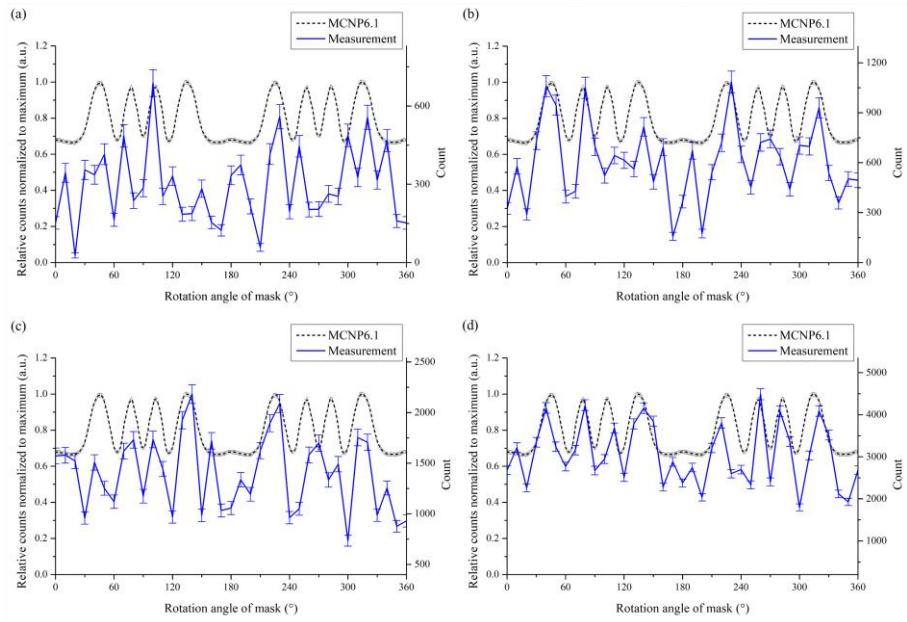 (a)
MCNP6.1
Measurement
Relative counts normalized to maximum (a.u.)
1.2
1.0
0.8
0.6
0.4
0.2
0.0
0 60 120 180 240 300 360
Rotation angle of mask (°)
600
300
0
Count
(b)
MCNP6.1
Measurement
Relative counts normalized to maximum (a.u.)
1.2
1.0
0.8
0.6
0.4
0.2
0.0
0 60 120 180 240 300 360
Rotation angle of mask (°)
1200
900
600
300
0
Count
(c)
MCNP6.1
Measurement
Relative counts normalized to maximum (a.u.)
1.2
1.0
0.8
0.6
0.4
0.2
0.0
0 60 120 180 240 300 360
Rotation angle of mask (°)
2500
2000
1500
1000
500
Count
(d)
MCNP6.1
Measurement
Relative counts normalized to maximum (a.u.)
1.2
1.0
0.8
0.6
0.4
0.2
0.0
0 60 120 180 240 300 360
Rotation angle of mask (°)
5000
4000
3000
2000
1000
Count